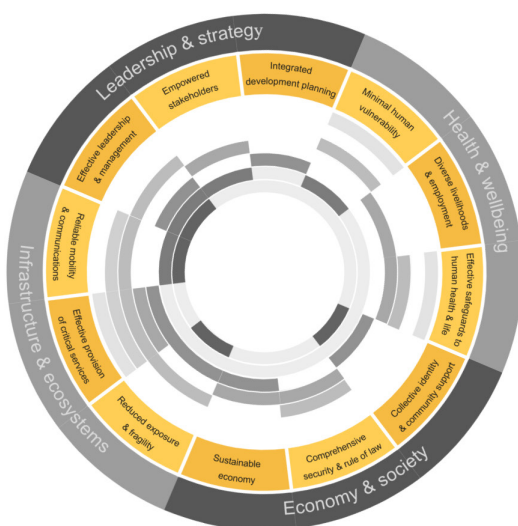 Leadership & strategy
Empowered
stakeholders
Integrated
development planning
Minimal human
vulnerability
Health & wellbeing
Diverse livelihoods
& employment
Effective safeguards to
human health & life
Collective identity
& community support
Economy & society
Comprehensive
security & rule of law
Sustainable
economy
Reduced exposure
& fragility
Infrastructure & ecosystems
Effective provision
of critical services
Reliable mobility
& communications
Effective leadership
& management